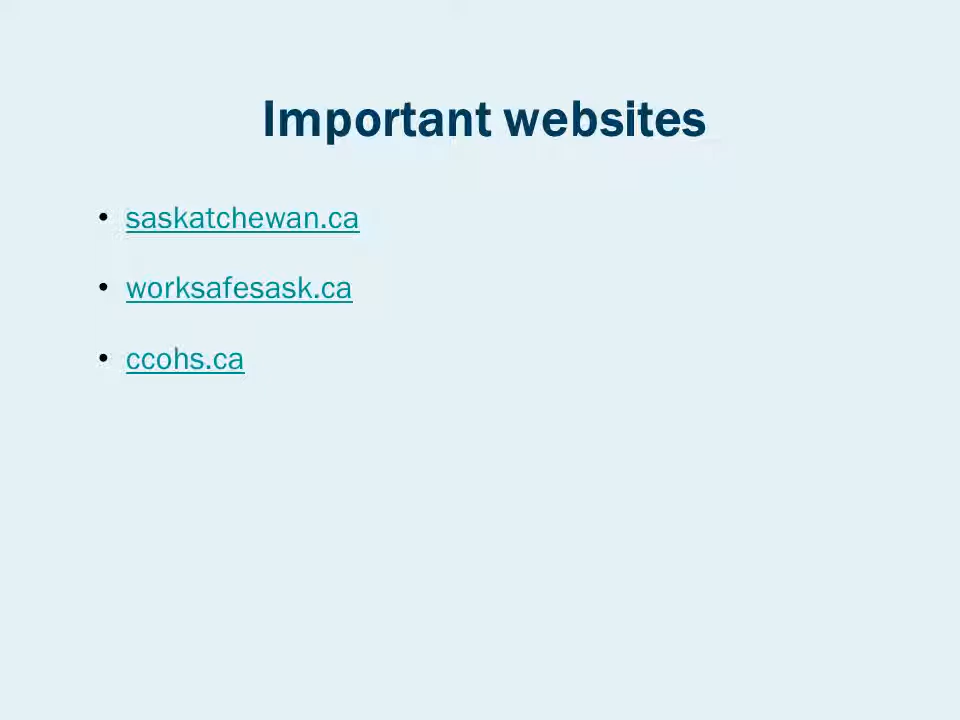 Important websites
• saskatchewan.ca
• worksafesask.ca
• ccohs.ca